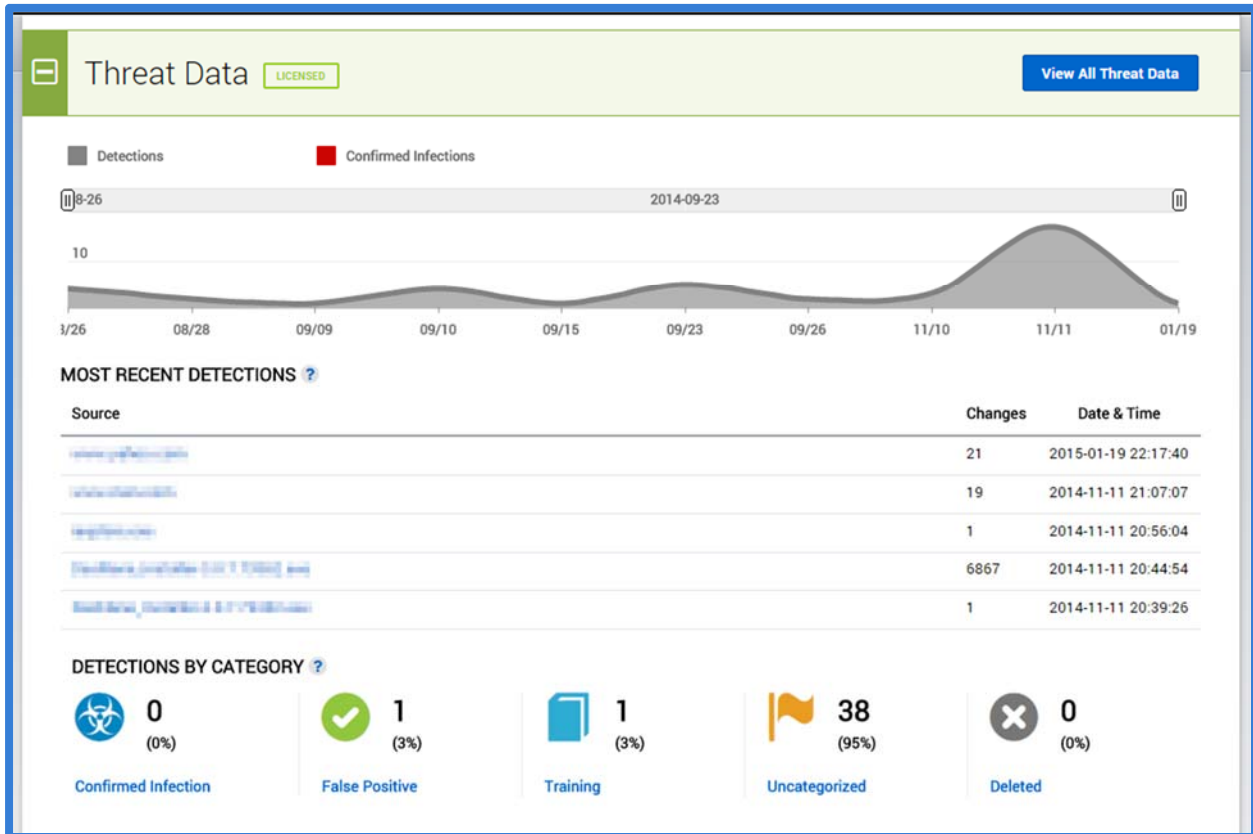 Threat Data LICENSED View All Threat Data
Detections Confirmed Infections
8-26 2014-09-23
10
3/26 08/28 09/09 09/10 09/15 09/23 09/26 11/10 11/11 01/19
MOST RECENT DETECTIONS ?
Source Changes Date & Time
21 2015-01-19 22:17:40
19 2014-11-11 21:07:07
1 2014-11-11 20:56:04
6867 2014-11-11 20:44:54
1 2014-11-11 20:39:26
DETECTIONS BY CATEGORY ?
0 1 1 38 0
(0%) (3%) (3%) (95%) (0%)
Confirmed Infection False Positive Training Uncategorized Deleted